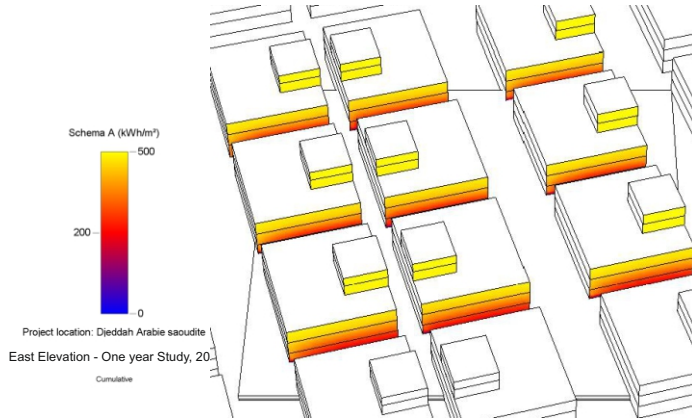 Schema A (kWh/m²)
500
200
0
Project location: Djeddah Arabie saoudite
East Elevation - One year Study, 20
Cumulative